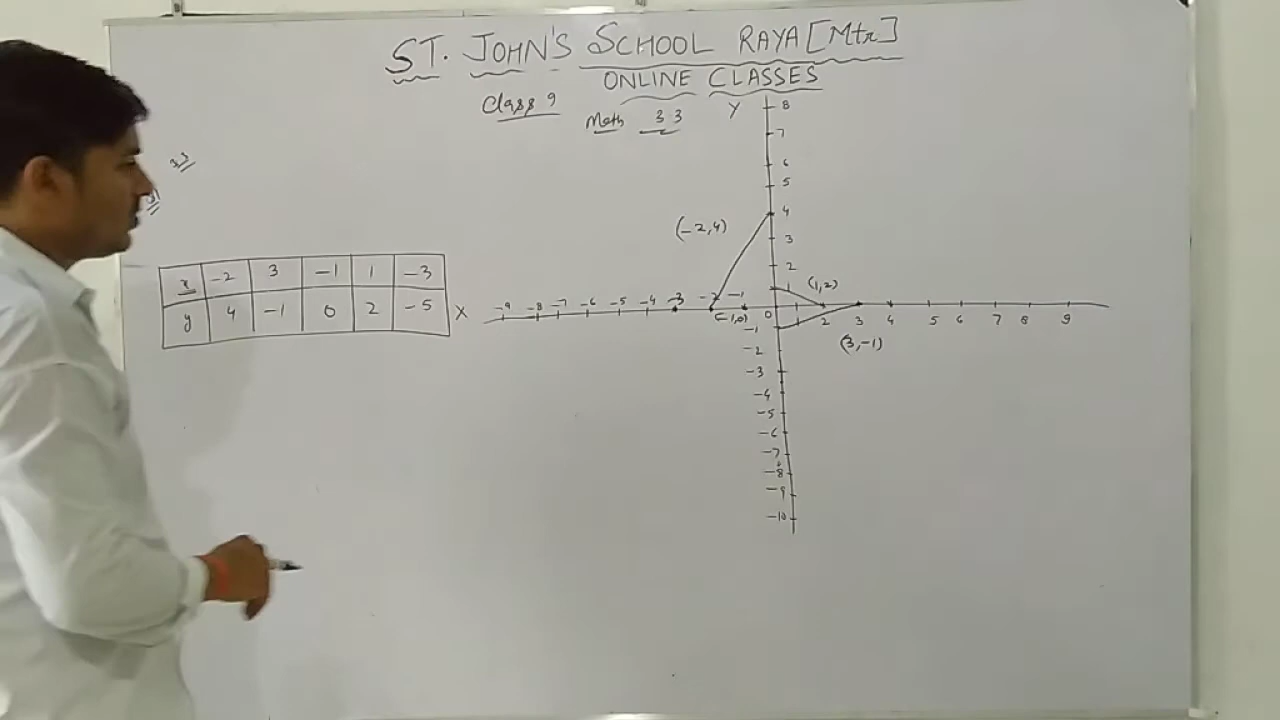 ST. JOHN'S SCHOOL RAYA [Mtr]
ONLINE CLASSES
Class 9
Math 3.3
3.3
x -2 3 -1 1 -3
y 4 -1 0 2 -5
Y
8
7
6
5
4
3
2
1
(-2,4)
(1,2)
X -9 -8 -7 -6 -5 -4 -3 -2 -1 0 2 3 4 5 6 7 8 9
(-1,0)
(3,-1)
-1
-2
-3
-4
-5
-6
-7
-8
-9
-10